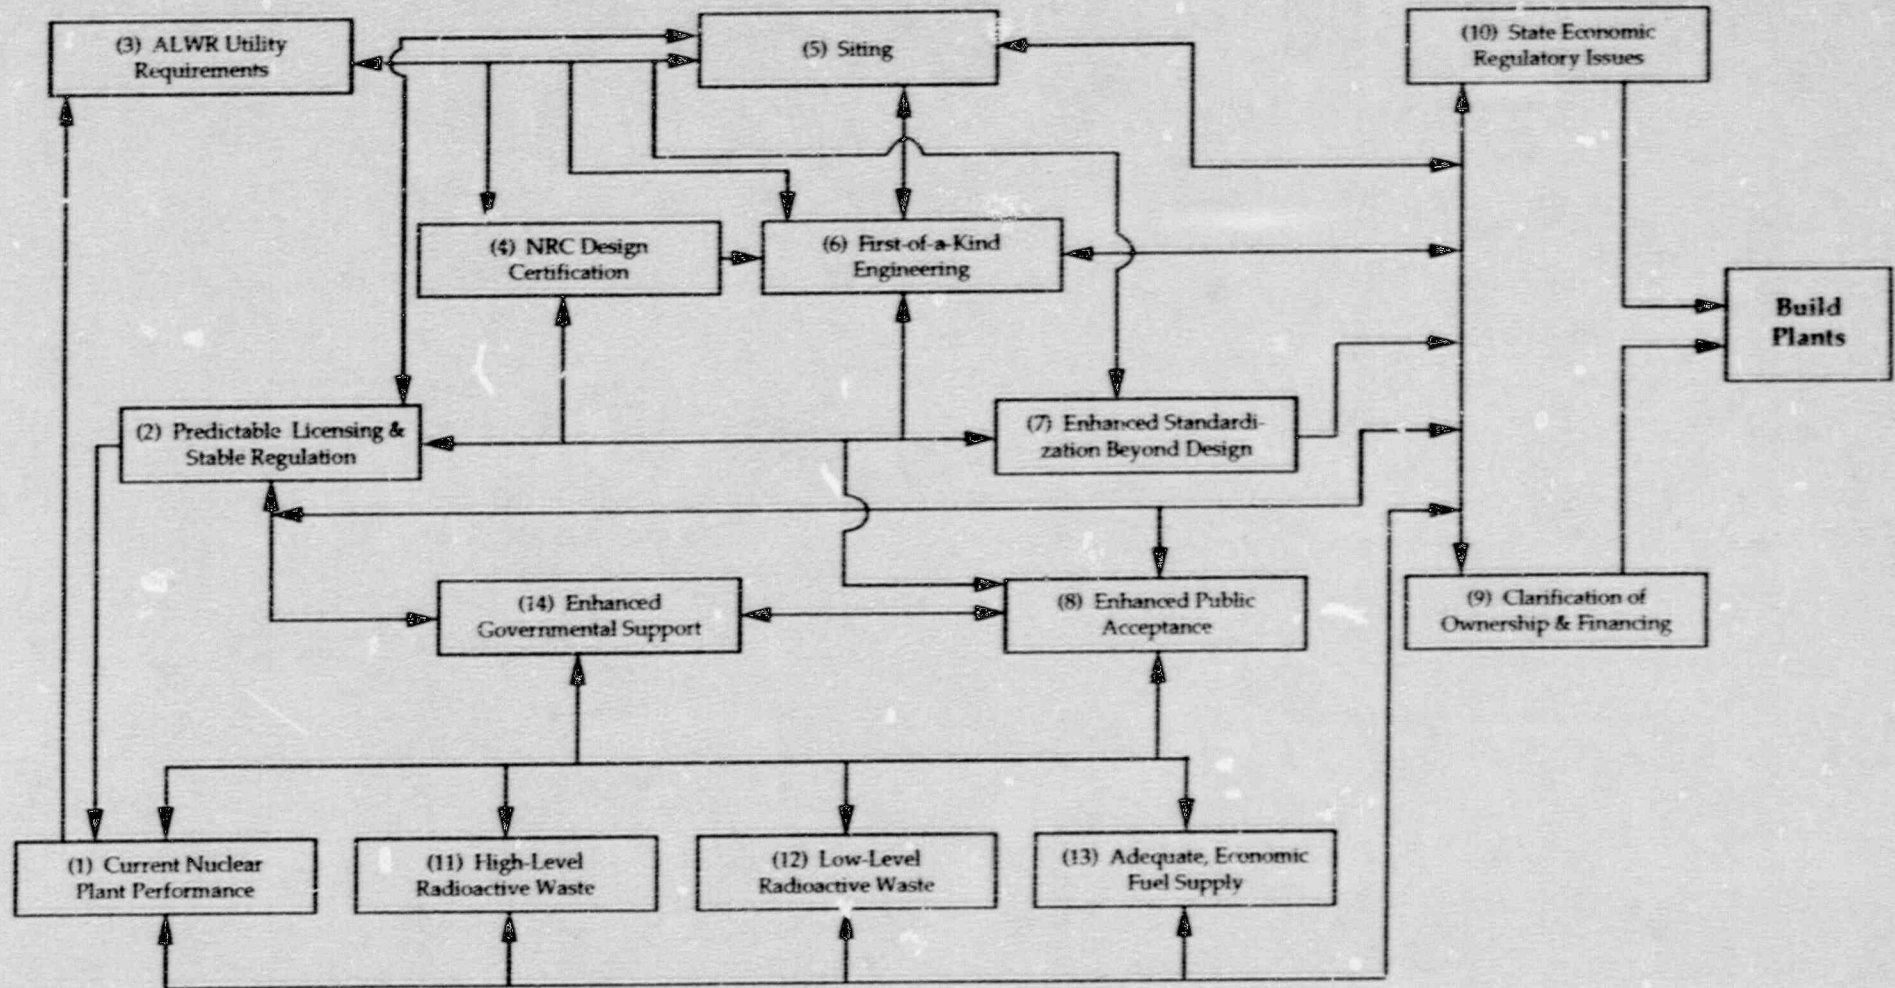 (3) ALWR Utility
Requirements
(5) Siting
(10) State Economic
Regulatory Issues
(4) NRC Design
Certification
(6) First-of-a-Kind
Engineering
Build
Plants
(2) Predictable Licensing &
Stable Regulation
(7) Enhanced Standardi-
zation Beyond Design
(14) Enhanced
Governmental Support
(8) Enhanced Public
Acceptance
(9) Clarification of
Ownership & Financing
(1) Current Nuclear
Plant Performance
(11) High-Level
Radioactive Waste
(12) Low-Level
Radioactive Waste
(13) Adequate, Economic
Fuel Supply